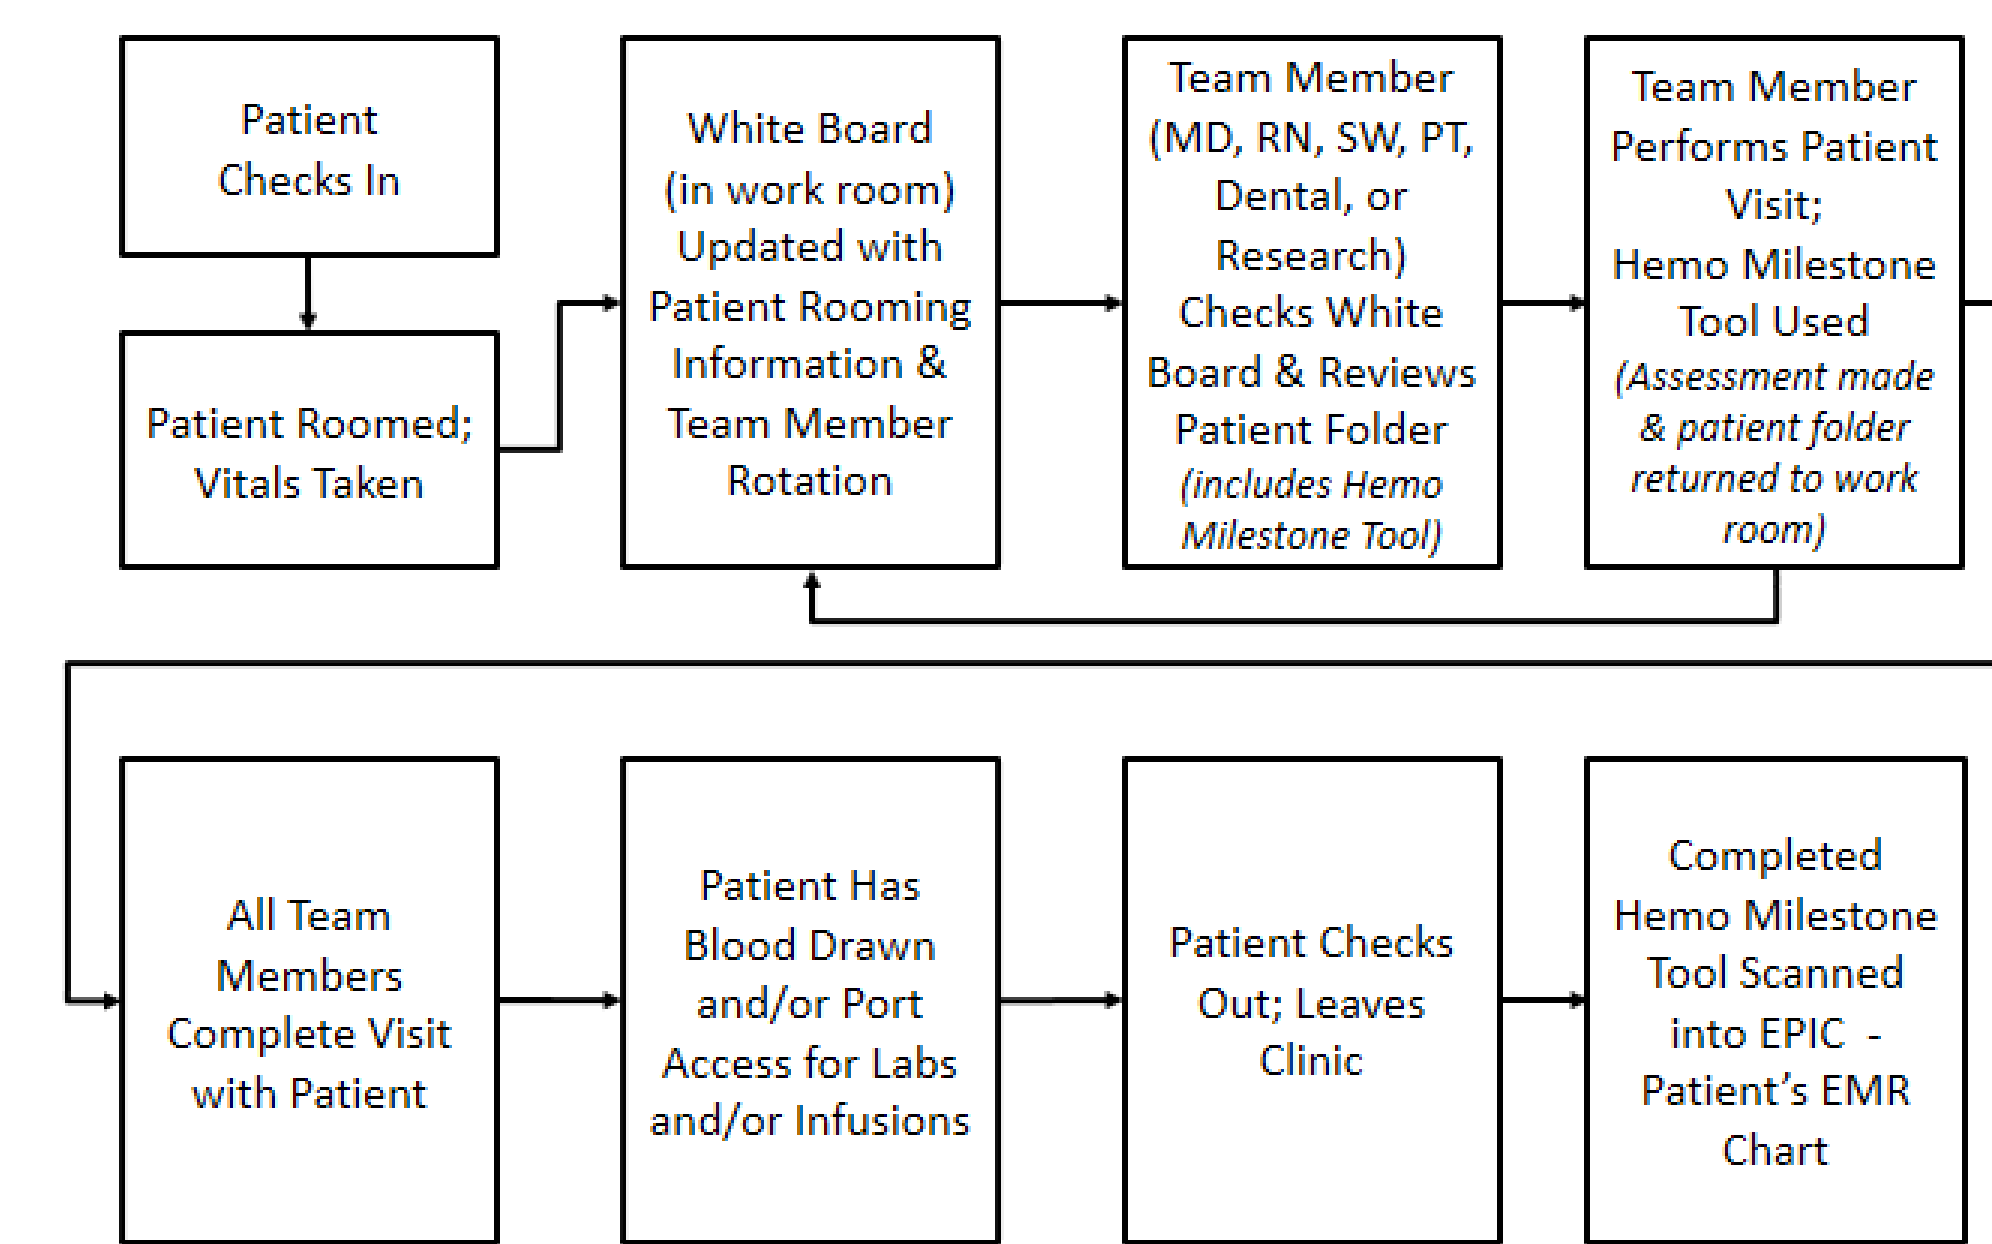 Patient
Checks In
Patient Roomed;
Vitals Taken
White Board
(in work room)
Updated with
Patient Rooming
Information &
Team Member
Rotation
Team Member
(MD, RN, SW, PT,
Dental, or
Research)
Checks White
Board & Reviews
Patient Folder
(includes Hemo
Milestone Tool)
Team Member
Performs Patient
Visit;
Hemo Milestone
Tool Used
(Assessment made
& patient folder
returned to work
room)
All Team
Members
Complete Visit
with Patient
Patient Has
Blood Drawn
and/or Port
Access for Labs
and/or Infusions
Patient Checks
Out; Leaves
Clinic
Completed
Hemo Milestone
Tool Scanned
into EPIC -
Patient’s EMR
Chart